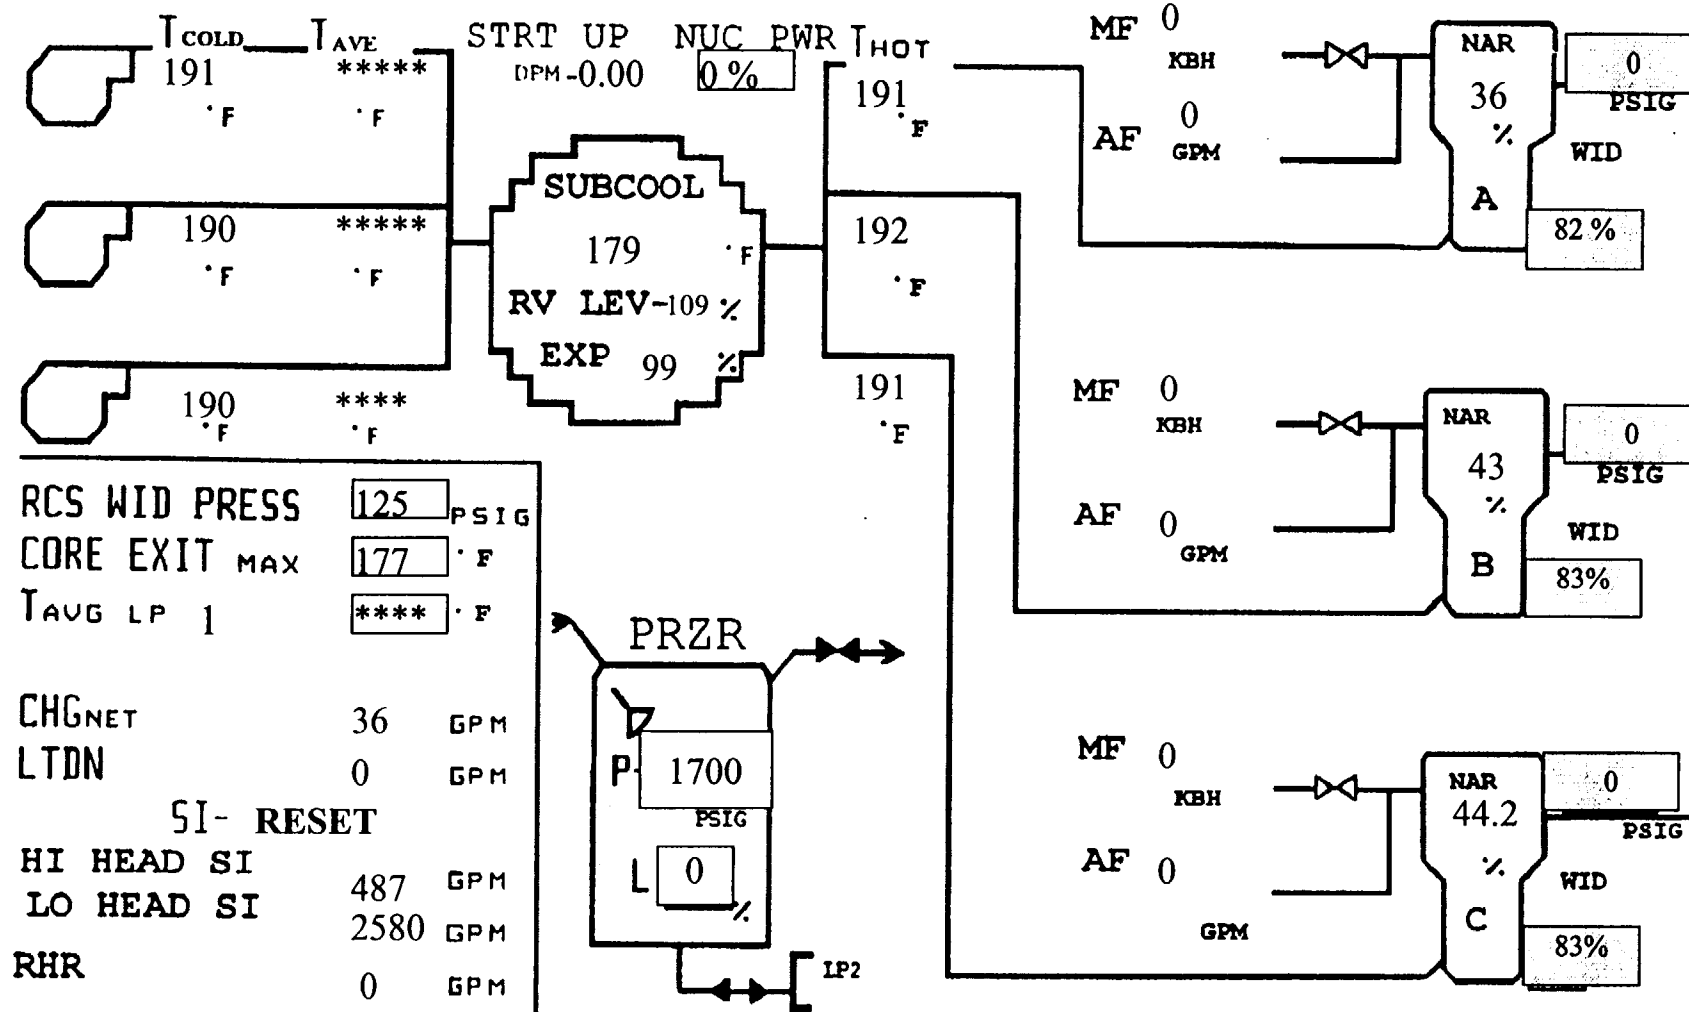 TCOLD TAVE STRT UP NUC PWR THOT
191 ***** DPM -0.00 0 % 191
°F °F °F
190 ***** 192
°F °F °F
190 **** 191
°F °F °F
SUBCOOL
179 °F
RV LEV-109 %
EXP 99 %
MF 0 KBH
AF 0 GPM
NAR 36 %
A
0 PSIG
WID
82 %
MF 0 KBH
AF 0 GPM
NAR 43 %
B
0 PSIG
WID
83%
MF 0 KBH
AF 0 GPM
NAR 44.2 %
C
0 PSIG
WID
83%
RCS WID PRESS 125 PSIG
CORE EXIT MAX 177 °F
TAVG LP 1 **** °F
CHGNET 36 GPM
LTDN 0 GPM
SI- RESET
HI HEAD SI 487 GPM
LO HEAD SI 2580 GPM
RHR 0 GPM
PRZR
P 1700
PSIG
L 0 %
LP2